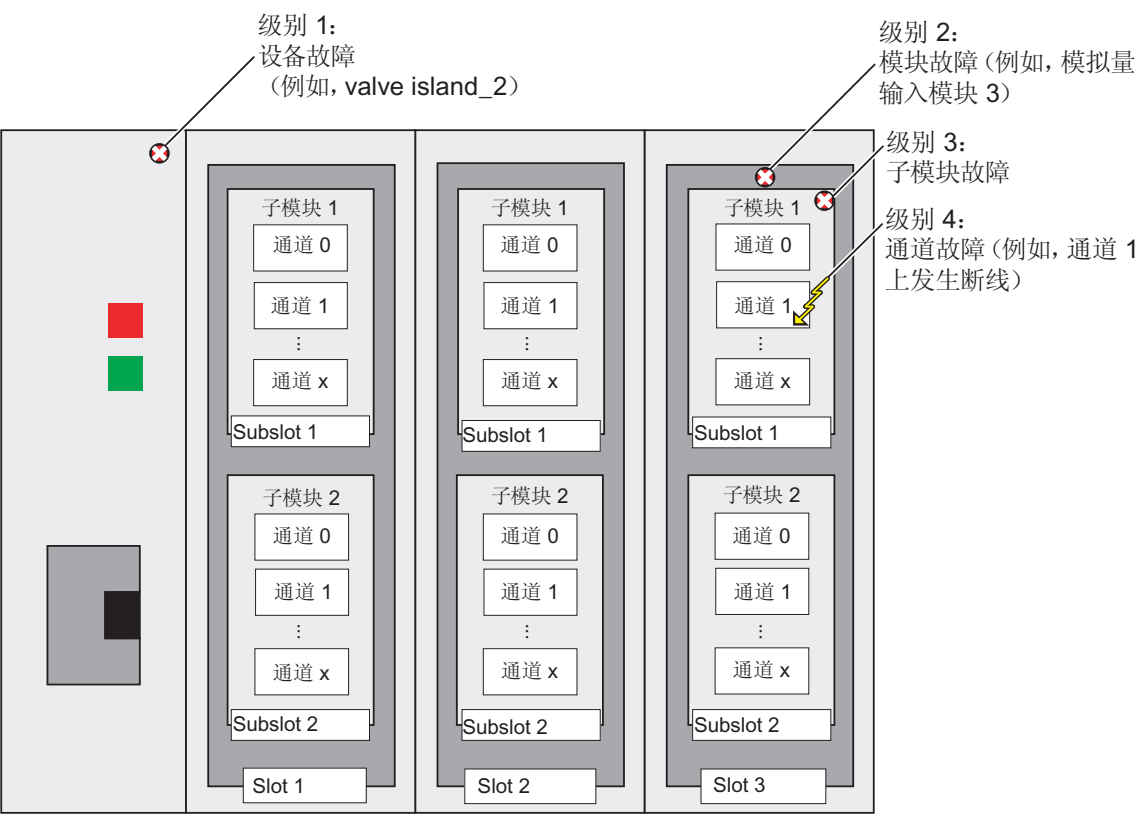 级别 1：
设备故障
（例如，valve island_2）
级别 2：
模块故障（例如，模拟量
输入模块 3）
级别 3：
子模块故障
级别 4：
通道故障（例如，通道 1
上发生断线）
子模块 1
通道 0
通道 1
⋮
通道 x
Subslot 1
子模块 2
通道 0
通道 1
⋮
通道 x
Subslot 2
Slot 1
子模块 1
通道 0
通道 1
⋮
通道 x
Subslot 1
子模块 2
通道 0
通道 1
⋮
通道 x
Subslot 2
Slot 2
子模块 1
通道 0
通道 1
⋮
通道 x
Subslot 1
子模块 2
通道 0
通道 1
⋮
通道 x
Subslot 2
Slot 3